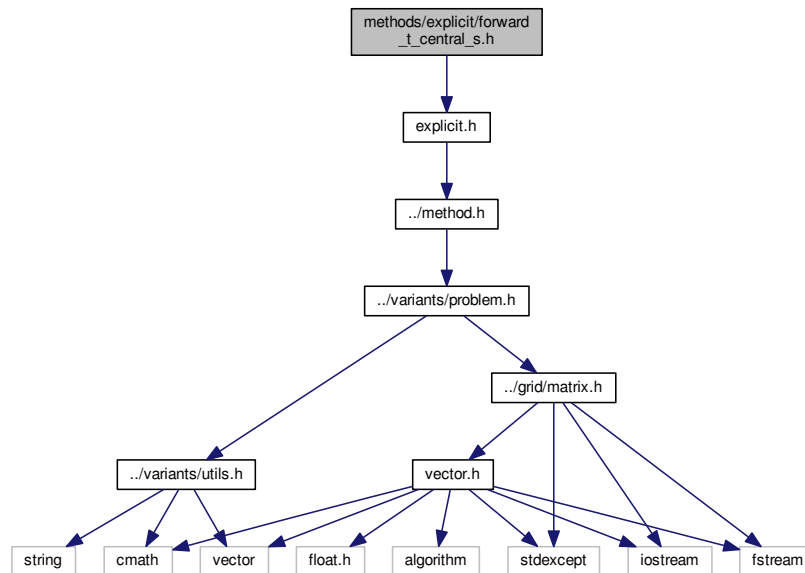 methods/explicit/forward
_t_central_s.h
explicit.h
../method.h
../variants/problem.h
../grid/matrix.h
../variants/utils.h
vector.h
string
cmath
vector
float.h
algorithm
stdexcept
iostream
fstream